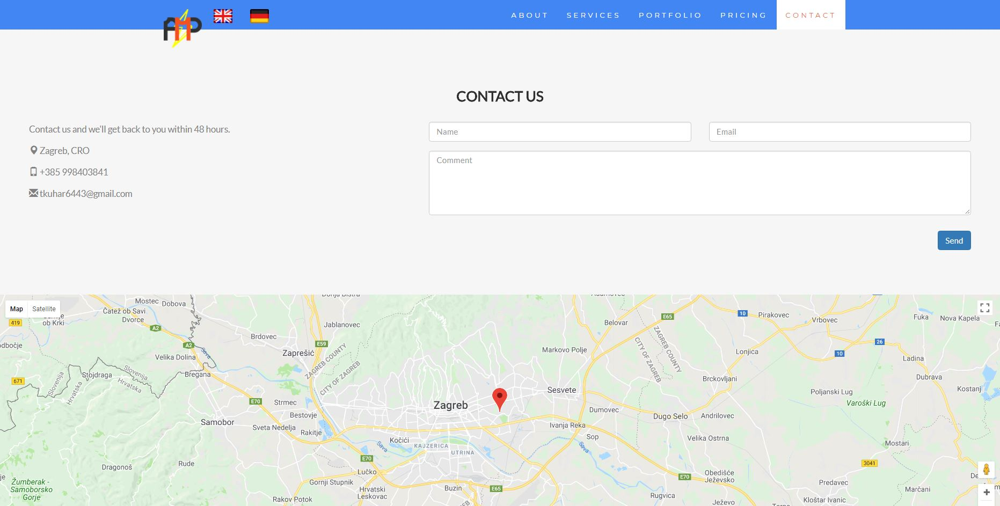 AMP
ABOUT SERVICES PORTFOLIO PRICING CONTACT
CONTACT US
Contact us and we'll get back to you within 48 hours.
Zagreb, CRO
+385 998403841
tkuhar6443@gmail.com
Name
Email
Comment
Send
Map Satellite
Mostec
Dobova
Čatež ob Savi
Dvorce
ob Krki
419
A2
Jablanovec
Brdovec
E59
A2
Sava
Zaprešić
ZAGREB COUNTY
CITY OF ZAGREB
Velika Dolina
Bregana
Slovenija
Hrvatska
Stojdraga
Slovenija
Hrvatska
671
E70
Strmec
Bestovje
Samobor
Sveta Nedelja
Rakitje
Zagreb
Kočići
Sava
KAJZERICA
UTRINA
E70
Lučko
Dragonoš
Rude
Žumberak -
Samoborsko
Gorje
Gornji Stupnik
Hrvatski
Leskovac
Rakov Potok
Buzin
E65
Belovar
E65
10
Pirakovec
Vrbovec
Fuka
Nova Kapela
Markovo Polje
CITY OF ZAGREB
ZAGREB COUNTY
Lonjica
10
26
Ladina
Sesvete
Brckovljani
Poljanski Lug
Varoški Lug
Dubrava
Kostanj
Dumovec
Dugo Selo
Andrilovec
Ivanja Reka
Sop
Sava
Velika Ostrna
Mostari
3041
E70
Obedišće
Ježevsko
Predavec
Rugvica
Ježevo
Kloštar Ivanic
Marčani